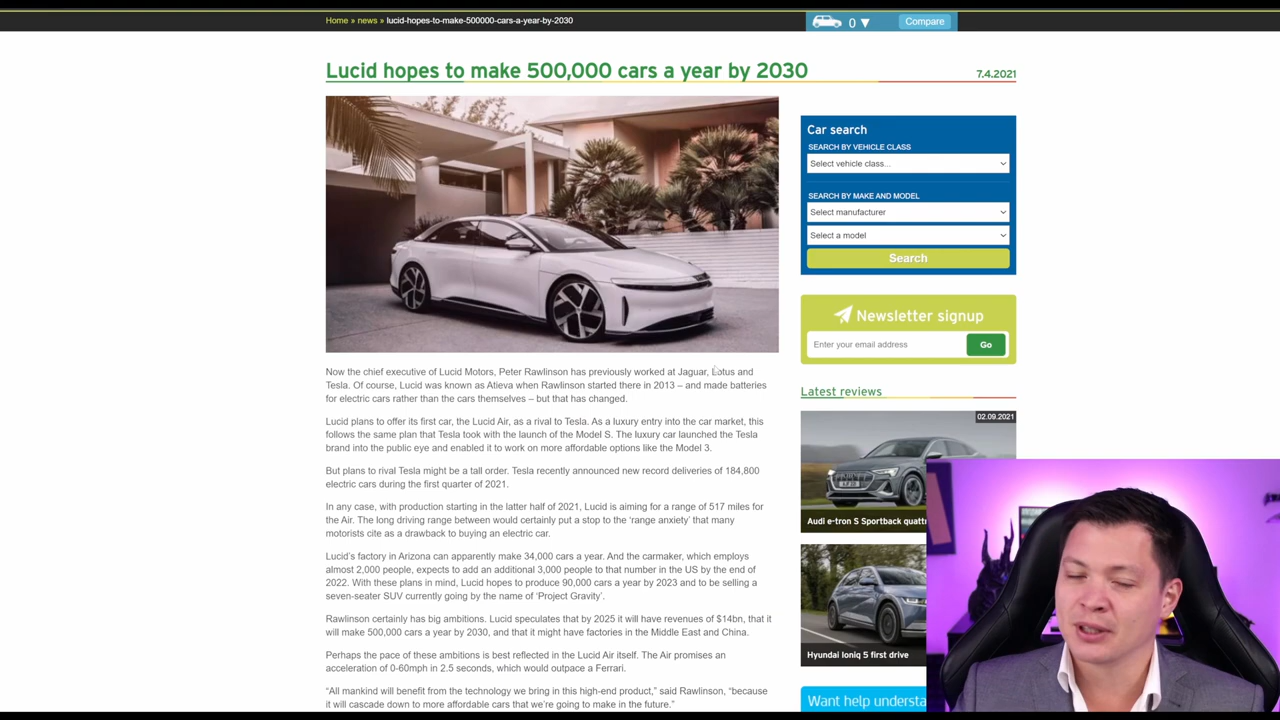 Home » news » lucid-hopes-to-make-500000-cars-a-year-by-2030
0 ▼
Compare
Lucid hopes to make 500,000 cars a year by 2030
7.4.2021
Now the chief executive of Lucid Motors, Peter Rawlinson has previously worked at Jaguar, Lotus and
Tesla. Of course, Lucid was known as Atieva when Rawlinson started there in 2013 – and made batteries
for electric cars rather than the cars themselves – but that has changed.
Lucid plans to offer its first car, the Lucid Air, as a rival to Tesla. As a luxury entry into the car market, this
follows the same plan that Tesla took with the launch of the Model S. The luxury car launched the Tesla
brand into the public eye and enabled it to work on more affordable options like the Model 3.
But plans to rival Tesla might be a tall order. Tesla recently announced new record deliveries of 184,800
electric cars during the first quarter of 2021.
In any case, with production starting in the latter half of 2021, Lucid is aiming for a range of 517 miles for
the Air. The long driving range between would certainly put a stop to the ‘range anxiety’ that many
motorists cite as a drawback to buying an electric car.
Lucid’s factory in Arizona can apparently make 34,000 cars a year. And the carmaker, which employs
almost 2,000 people, expects to add an additional 3,000 people to that number in the US by the end of
2022. With these plans in mind, Lucid hopes to produce 90,000 cars a year by 2023 and to be selling a
seven-seater SUV currently going by the name of ‘Project Gravity’.
Rawlinson certainly has big ambitions. Lucid speculates that by 2025 it will have revenues of $14bn, that it
will make 500,000 cars a year by 2030, and that it might have factories in the Middle East and China.
Perhaps the pace of these ambitions is best reflected in the Lucid Air itself. The Air promises an
acceleration of 0-60mph in 2.5 seconds, which would outpace a Ferrari.
“All mankind will benefit from the technology we bring in this high-end product,” said Rawlinson, “because
it will cascade down to more affordable cars that we’re going to make in the future.”
Car search
SEARCH BY VEHICLE CLASS
Select vehicle class...
SEARCH BY MAKE AND MODEL
Select manufacturer
Select a model
Search
Newsletter signup
Enter your email address
Go
Latest reviews
02.09.2021
Audi e-tron S Sportback quatt
Hyundai Ioniq 5 first drive
Want help understa